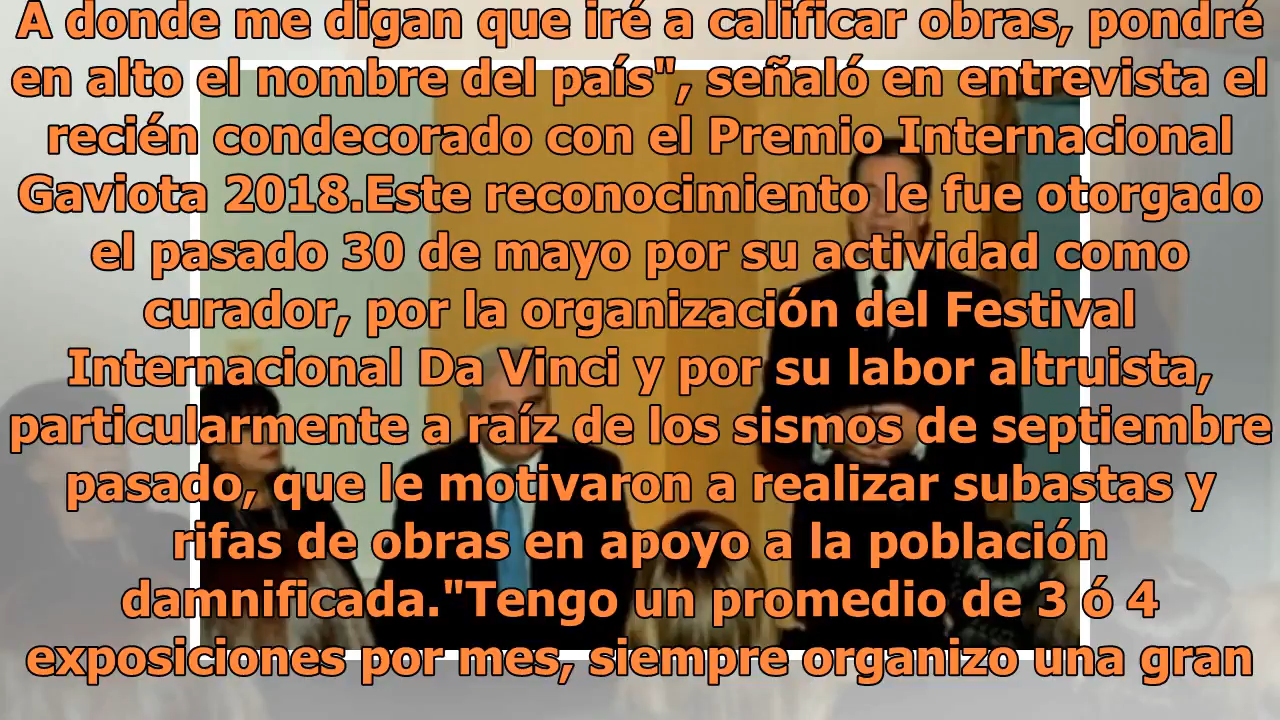 A donde me digan que iré a calificar obras, pondré
en alto el nombre del país", señaló en entrevista el
recién condecorado con el Premio Internacional
Gaviota 2018.Este reconocimiento le fue otorgado
el pasado 30 de mayo por su actividad como
curador, por la organización del Festival
Internacional Da Vinci y por su labor altruista,
particularmente a raíz de los sismos de septiembre
pasado, que le motivaron a realizar subastas y
rifas de obras en apoyo a la población
damnificada."Tengo un promedio de 3 ó 4
exposiciones por mes, siempre organizo una gran